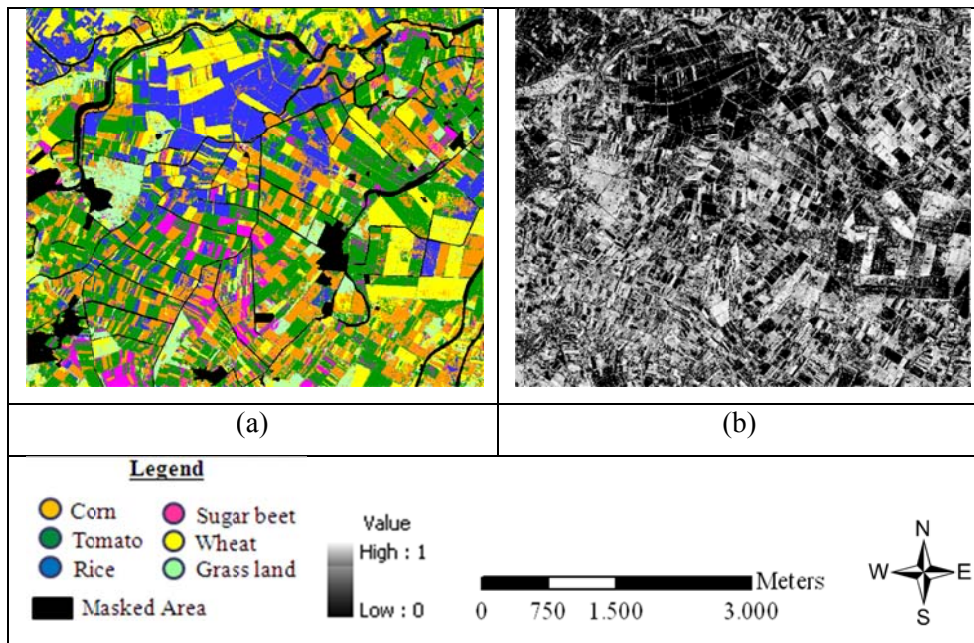 (a)
(b)
Legend
Corn
Sugar beet
Tomato
Wheat
Rice
Grass land
Masked Area
Value
High : 1
Low : 0
Meters
0 750 1.500 3.000
N
W E
S